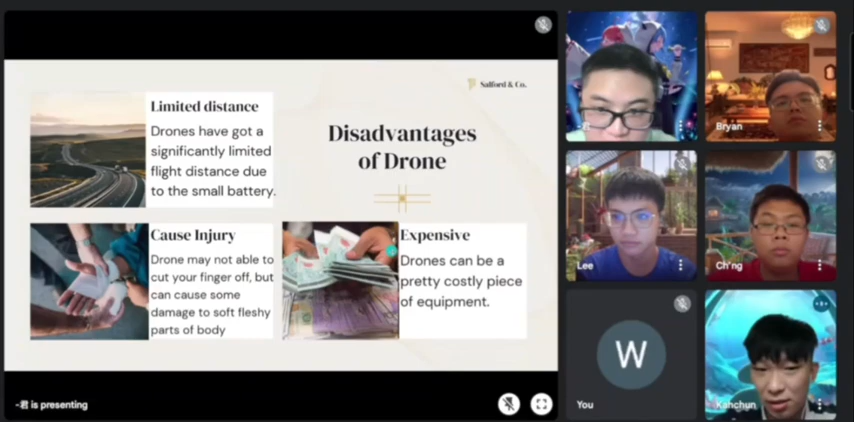 Salford & Co.
Limited distance
Drones have got a
significantly limited
flight distance due
to the small battery.
Disadvantages
of Drone
Cause Injury
Drone may not able to
cut your finger off, but
can cause some
damage to soft fleshy
parts of body
Expensive
Drones can be a
pretty costly piece
of equipment.
-君 is presenting
Bryan
Lee
Ch'ng
W
You
Kahchun